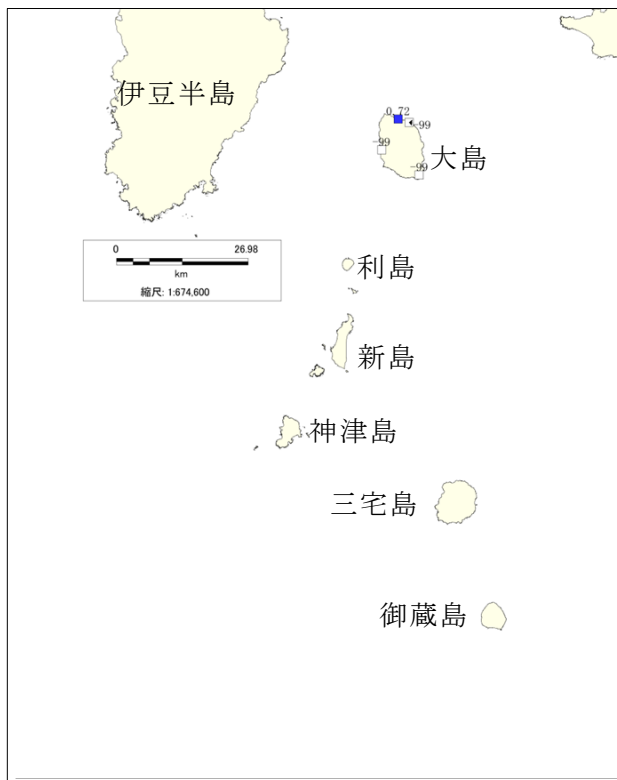 伊豆半島
0.72
-99
-99
-99
大島
0 26.98
km
縮尺: 1:674,600
利島
新島
神津島
三宅島
御蔵島